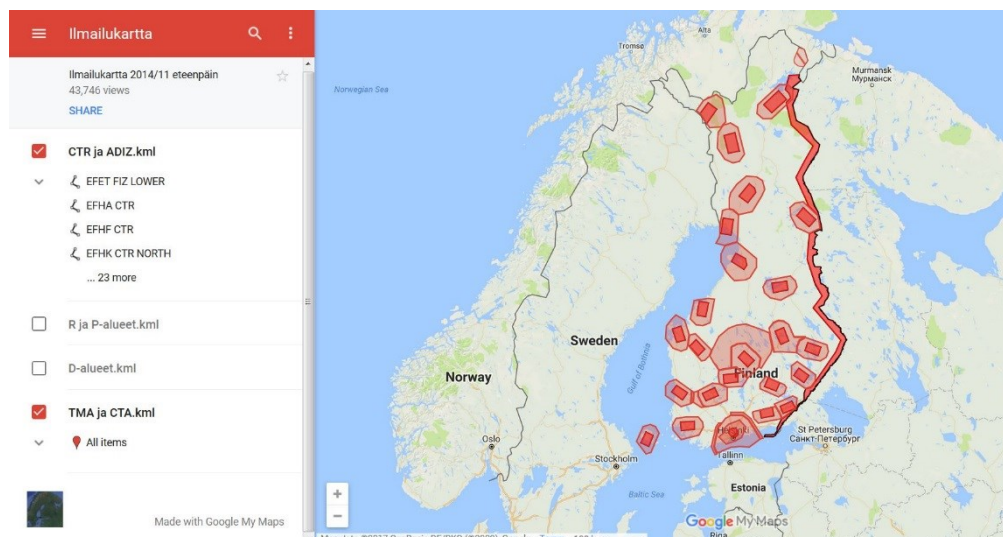 Ilmailukartta
Ilmailukartta 2014/11 eteenpäin
43,746 views
SHARE
CTR ja ADIZ.kml
EFET FIZ LOWER
EFHA CTR
EFHF CTR
EFHK CTR NORTH
... 23 more
R ja P-alueet.kml
D-alueet.kml
TMA ja CTA.kml
All items
Made with Google My Maps
Alta
Tromsø
Murmansk
Мурманск
Norwegian Sea
Sweden
Gulf of Bothnia
Norway
Finland
Oslo
Helsinki
St Petersburg
Санкт-Петербург
Stockholm
Tallinn
Estonia
Baltic Sea
Google My Maps
Riga
+
−